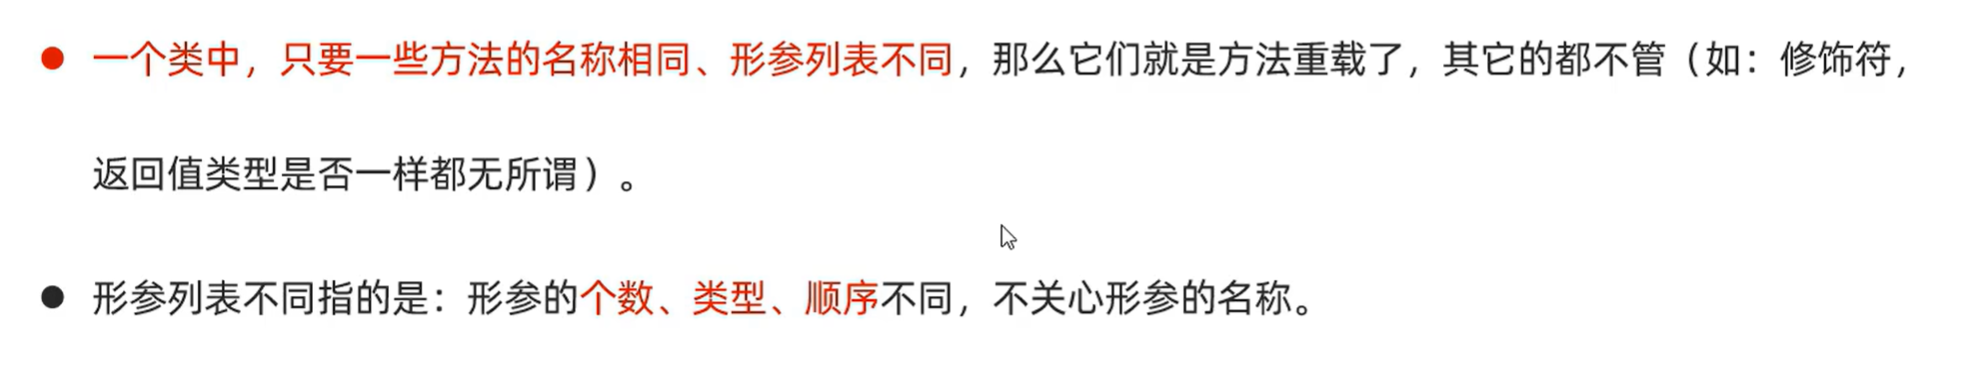 ● 一个类中，只要一些方法的名称相同、形参列表不同，那么它们就是方法重载了，其它的都不管（如：修饰符，
返回值类型是否一样都无所谓）。
● 形参列表不同指的是：形参的个数、类型、顺序不同，不关心形参的名称。